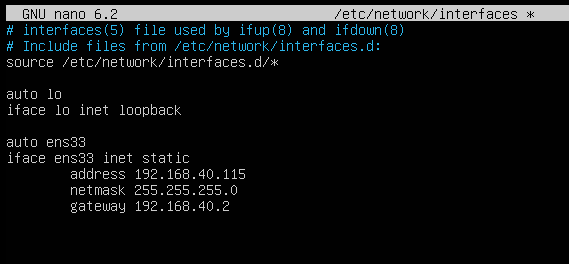 GNU nano 6.2 /etc/network/interfaces *
# interfaces(5) file used by ifup(8) and ifdown(8)
# Include files from /etc/network/interfaces.d:
source /etc/network/interfaces.d/*
auto lo
iface lo inet loopback
auto ens33
iface ens33 inet static
address 192.168.40.115
netmask 255.255.255.0
gateway 192.168.40.2